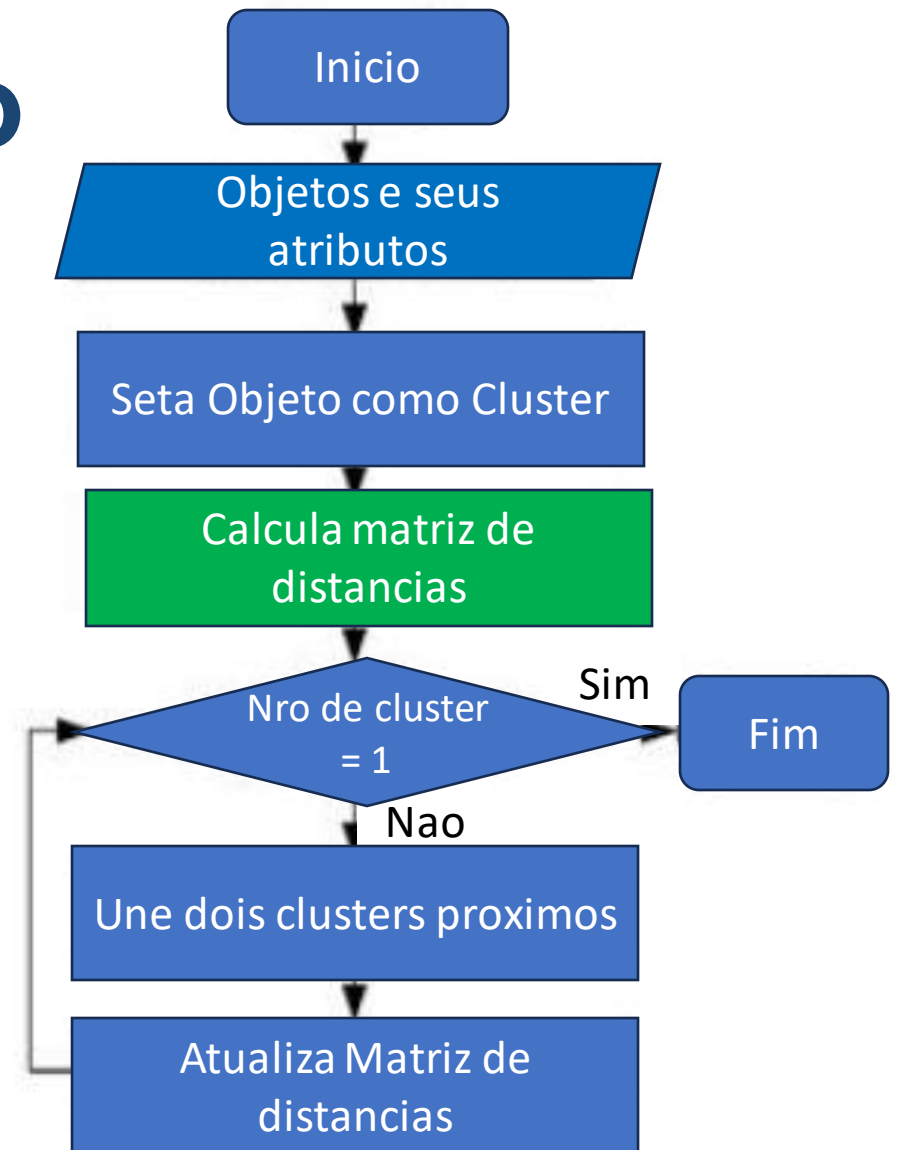 o
Inicio
Objetos e seus
atributos
Seta Objeto como Cluster
Calcula matriz de
distancias
Nro de cluster
= 1
Sim
Fim
Nao
Une dois clusters proximos
Atualiza Matriz de
distancias